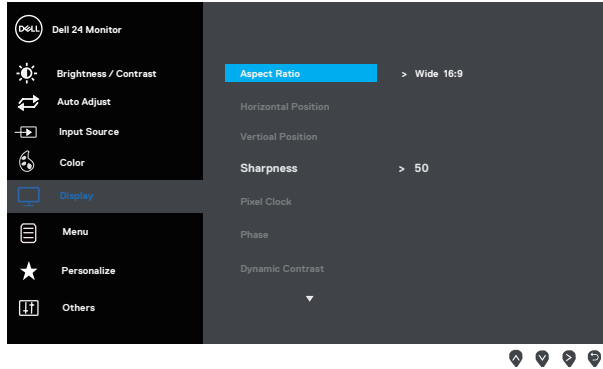 DELL Dell 24 Monitor
Brightness / Contrast
Auto Adjust
Input Source
Color
Display
Menu
Personalize
Others
Aspect Ratio > Wide 16:9
Horizontal Position
Vertical Position
Sharpness > 50
Pixel Clock
Phase
Dynamic Contrast